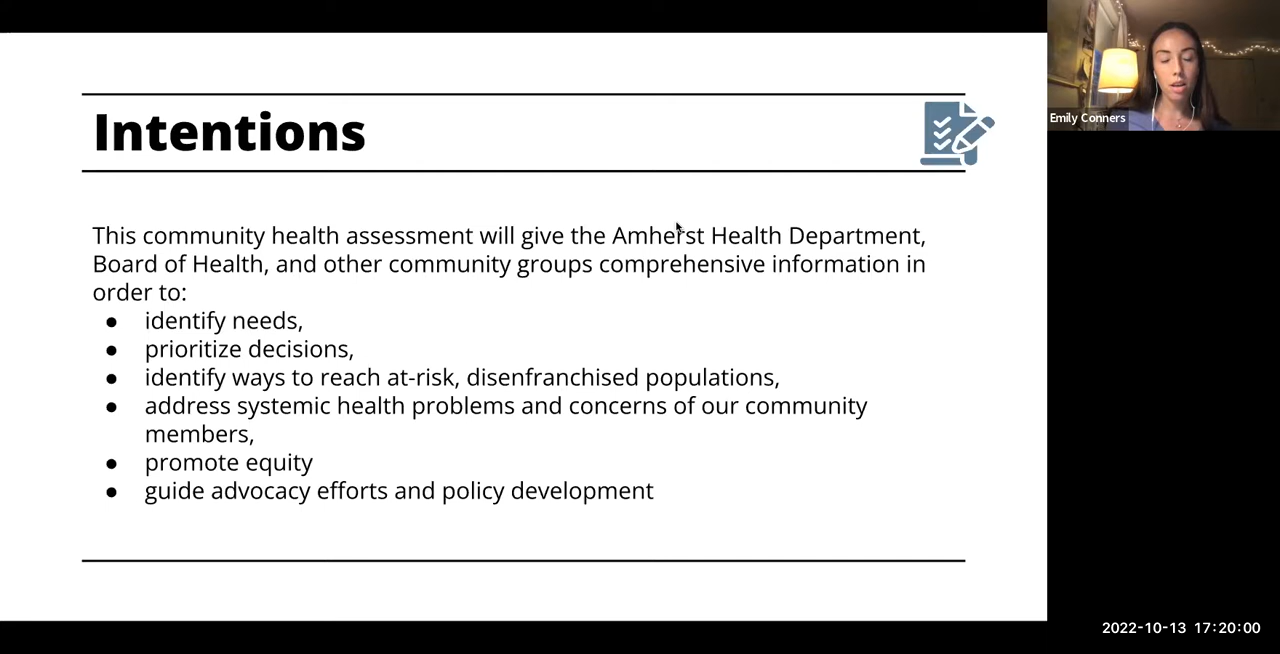 Intentions
Emily Conners
This community health assessment will give the Amherst Health Department,
Board of Health, and other community groups comprehensive information in
order to:
● identify needs,
● prioritize decisions,
● identify ways to reach at-risk, disenfranchised populations,
● address systemic health problems and concerns of our community
members,
● promote equity
● guide advocacy efforts and policy development
2022-10-13 17:20:00